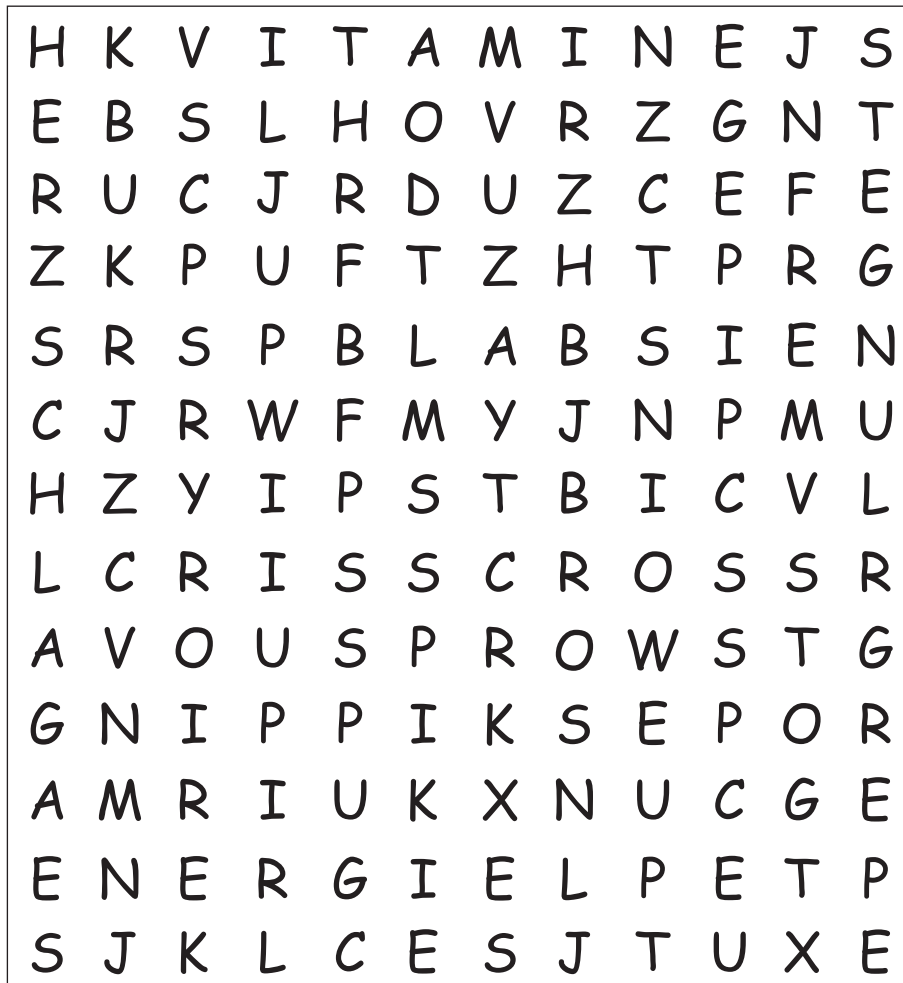 H K V I T A M I N E J S
E B S L H O V R Z G N T
R U C J R D U Z C E F E
Z K P U F T Z H T P R G
S R S P B L A B S I E N
C J R W F M Y J N P M U
H Z Y I P S T B I C V L
L C R I S S C R O S S R
A V O U S P R O W S T G
G N I P P I K S E P O R
A M R I U K X N U C G E
E N E R G I E L P E T P
S J K L C E S J T U X E